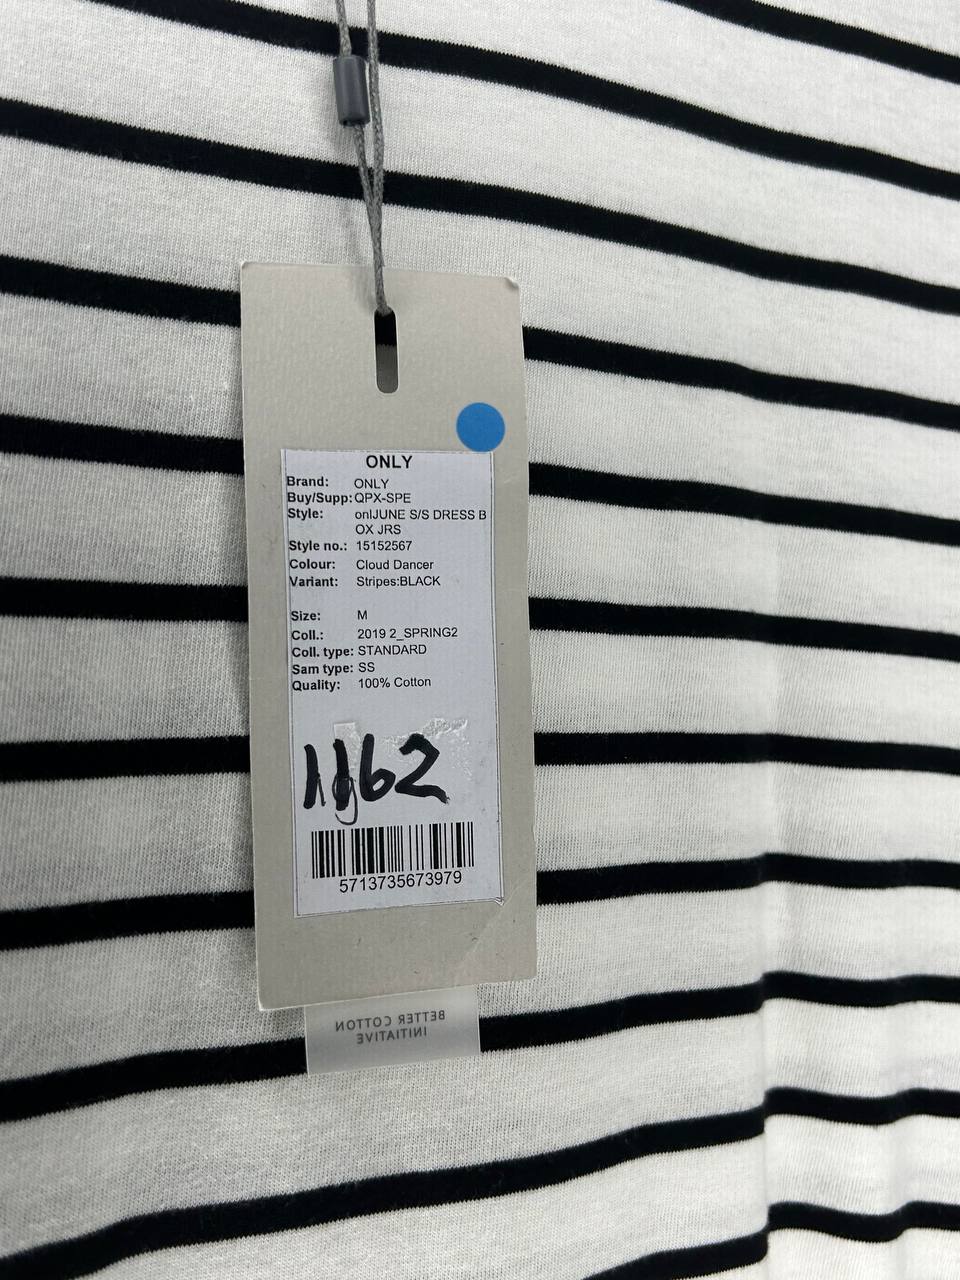 ONLY
Brand: ONLY
Buy/Supp: QPX-SPE
Style: onlJUNE S/S DRESS B
OX JRS
Style no.: 15152567
Colour: Cloud Dancer
Variant: Stripes:BLACK
Size: M
Coll.: 2019 2_SPRING2
Coll. type: STANDARD
Sam type: SS
Quality: 100% Cotton
1162
5713735673979
BETTER COTTON
INITIATIVE